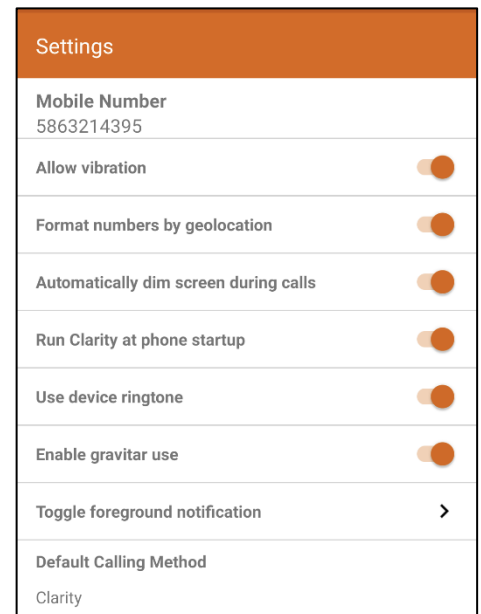 Settings
Mobile Number
5863214395
Allow vibration
Format numbers by geolocation
Automatically dim screen during calls
Run Clarity at phone startup
Use device ringtone
Enable gravitar use
Toggle foreground notification
Default Calling Method
Clarity